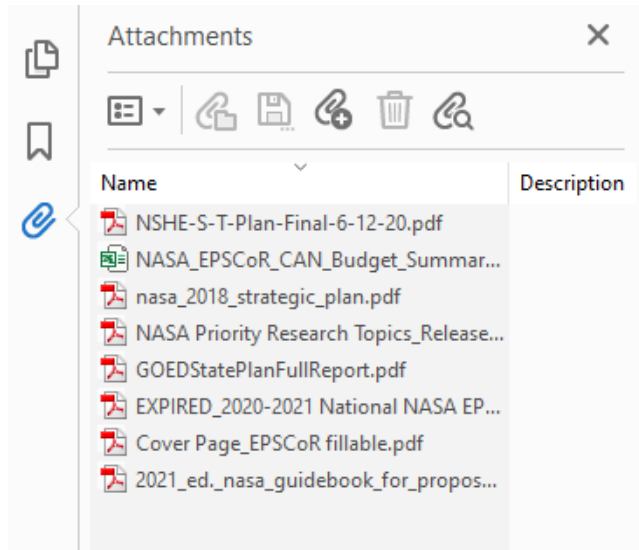 Attachments
Name Description
NSHE-S-T-Plan-Final-6-12-20.pdf
NASA_EPSCoR_CAN_Budget_Summar...
nasa_2018_strategic_plan.pdf
NASA Priority Research Topics_Release...
GOEDStatePlanFullReport.pdf
EXPIRED_2020-2021 National NASA EP...
Cover Page_EPSCoR fillable.pdf
2021_ed._nasa_guidebook_for_propos...